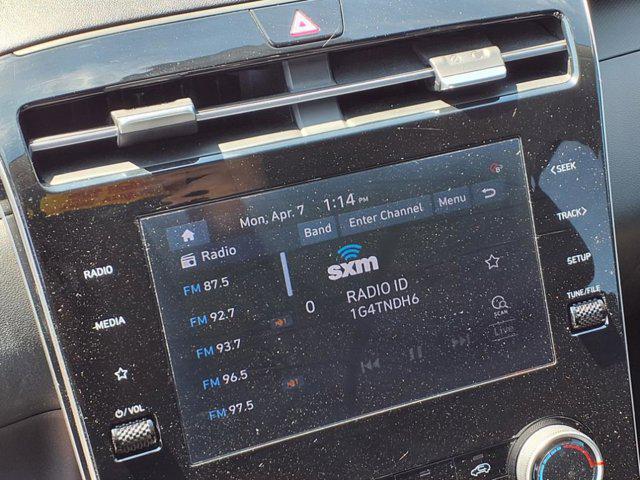 Mon, Apr. 7 1:14 PM
Radio
Band
Enter Channel
Menu
FM 87.5
FM 92.7
FM 93.7
FM 96.5
FM 97.5
sxm
0
RADIO ID
1G4TNDH6
SCAN
Live
RADIO
MEDIA
VOL
SEEK
TRACK
SETUP
TUNE/FILE